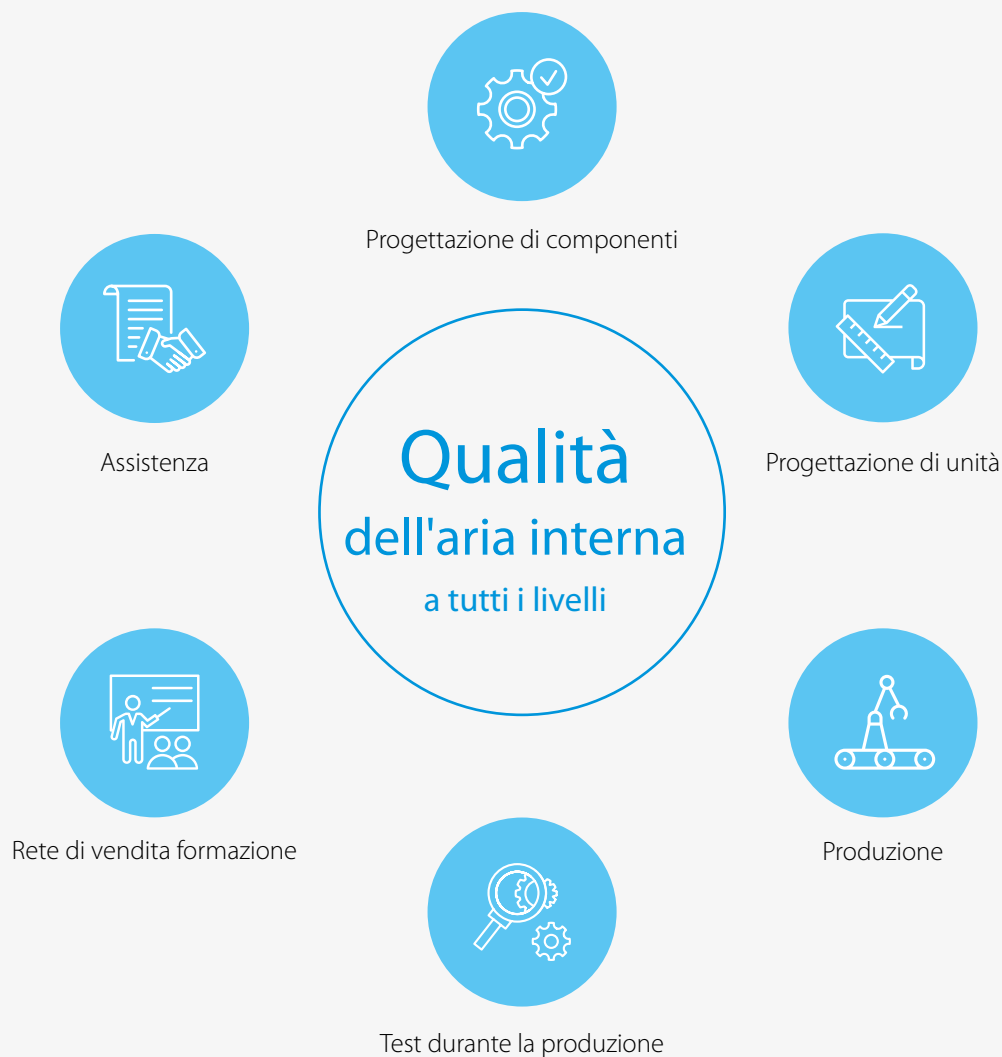 Progettazione di componenti
Assistenza
Progettazione di unità
Qualità
dell'aria interna
a tutti i livelli
Rete di vendita formazione
Produzione
Test durante la produzione